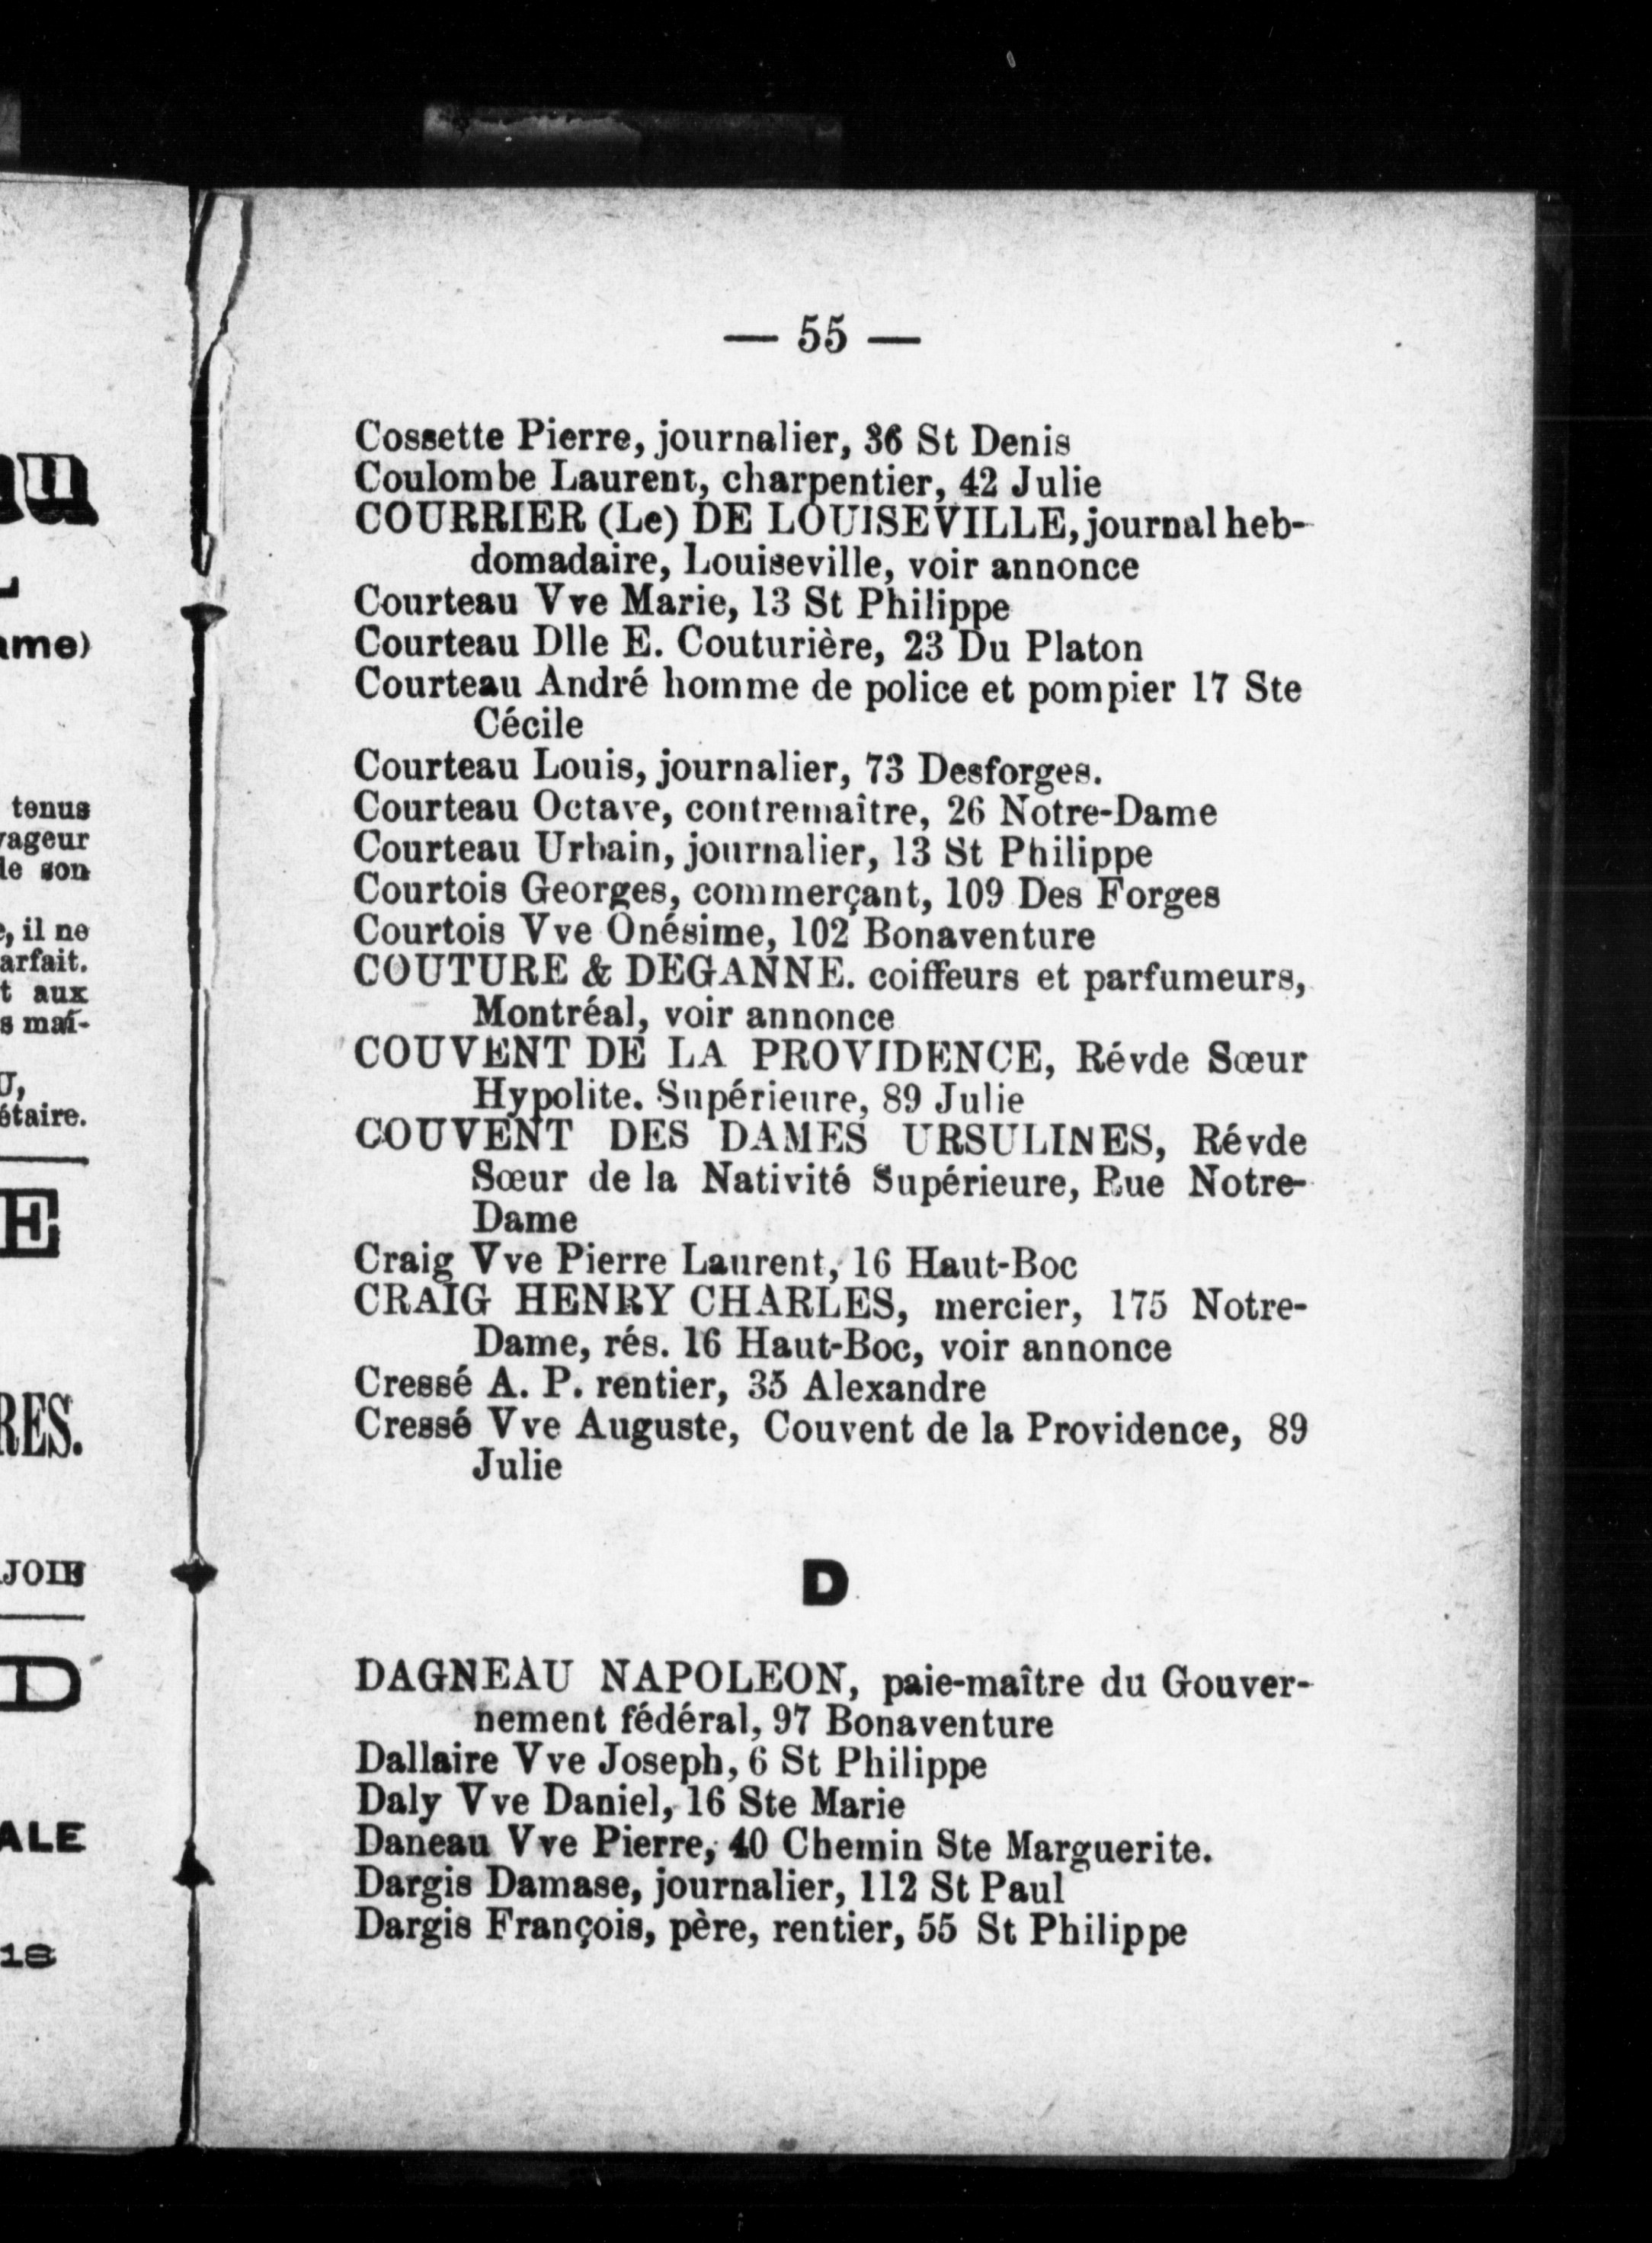 — 55 —
Cossette Pierre, journalier, 36 St Denis
Coulombe Laurent, charpentier, 42 Julie
COURRIER (Le) DE LOUISEVILLE, journal heb-
domadaire, Louiseville, voir annonce
Courteau Vve Marie, 13 St Philippe
Courteau Dlle E. Couturière, 23 Du Platon
Courteau André homme de police et pompier 17 Ste
Cécile
Courteau Louis, journalier, 73 Desforges.
Courteau Octave, contremaître, 26 Notre-Dame
Courteau Urbain, journalier, 13 St Philippe
Courtois Georges, commerçant, 109 Des Forges
Courtois Vve Onésime, 102 Bonaventure
COUTURE & DEGANNE. coiffeurs et parfumeurs,
Montréal, voir annonce
COUVENT DE LA PROVIDENCE, Révde Sœur
Hypolite. Supérieure, 89 Julie
COUVENT DES DAMES URSULINES, Révde
Sœur de la Nativité Supérieure, Rue Notre-
Dame
Craig Vve Pierre Laurent, 16 Haut-Boc
CRAIG HENRY CHARLES, mercier, 175 Notre-
Dame, rés. 16 Haut-Boc, voir annonce
Cressé A. P. rentier, 35 Alexandre
Cressé Vve Auguste, Couvent de la Providence, 89
Julie
D
DAGNEAU NAPOLEON, paie-maître du Gouver-
nement fédéral, 97 Bonaventure
Dallaire Vve Joseph, 6 St Philippe
Daly Vve Daniel, 16 Ste Marie
Daneau Vve Pierre, 40 Chemin Ste Marguerite.
Dargis Damase, journalier, 112 St Paul
Dargis François, père, rentier, 55 St Philippe